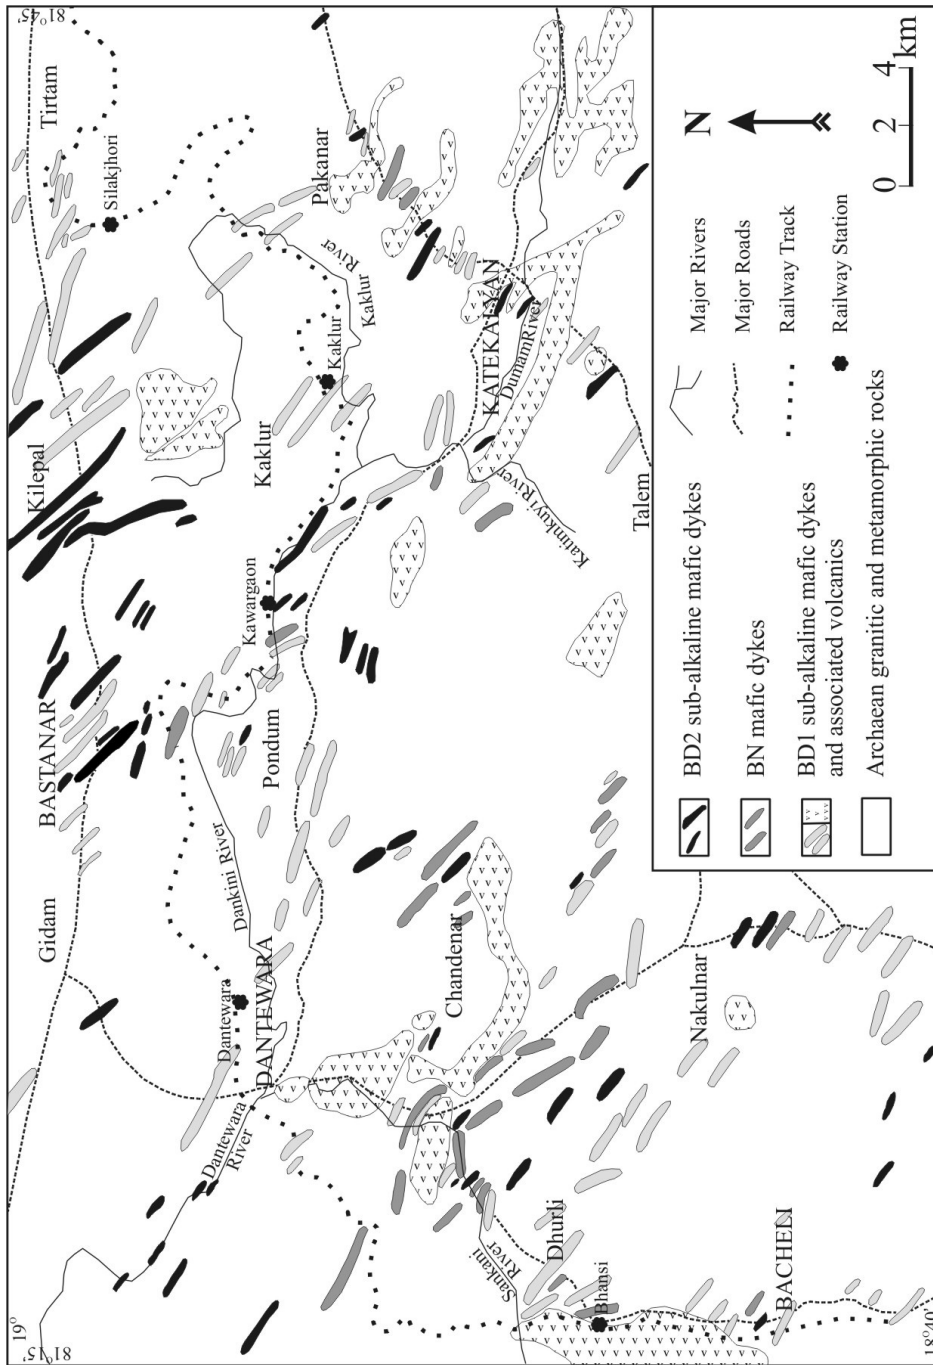 19°
81°15'
81°45'
Gidam
BASTANAR
Kilepal
Tirtam
Silakjhori
Dantewara
River
Dantewara
DANTEWARA
Dankini River
Pondum
Kawargaon
Kaklur
Kaklur
Kaklur
River
Pakanar
Chandenar
Sankani
River
Dhurli
Bhansi
KATEKALYAN
Dumam River
Katimkuyl River
Talem
Nakulnar
BACHELI
18°40'
BD2 sub-alkaline mafic dykes
BN mafic dykes
BD1 sub-alkaline mafic dykes
and associated volcanics
Archaean granitic and metamorphic rocks
Major Rivers
Major Roads
Railway Track
Railway Station
N
0 2 4
km